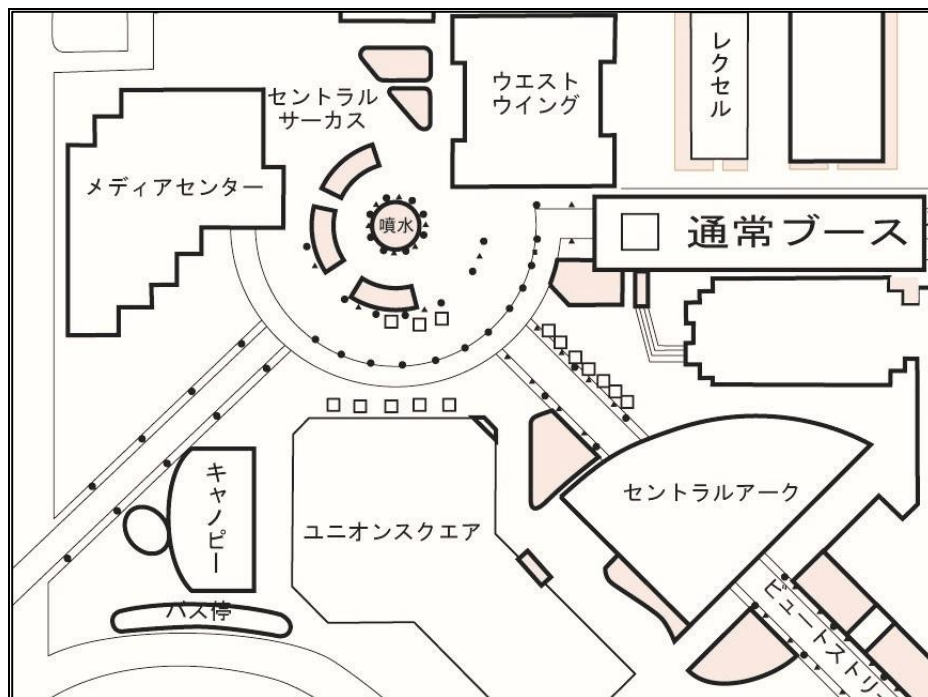 レクセル
ウエスト
ウイング
セントラル
サーカス
メディアセンター
噴水
通常ブース
セントラルアーク
キャノピー
ユニオンスクエア
バス停
ビュートストリ